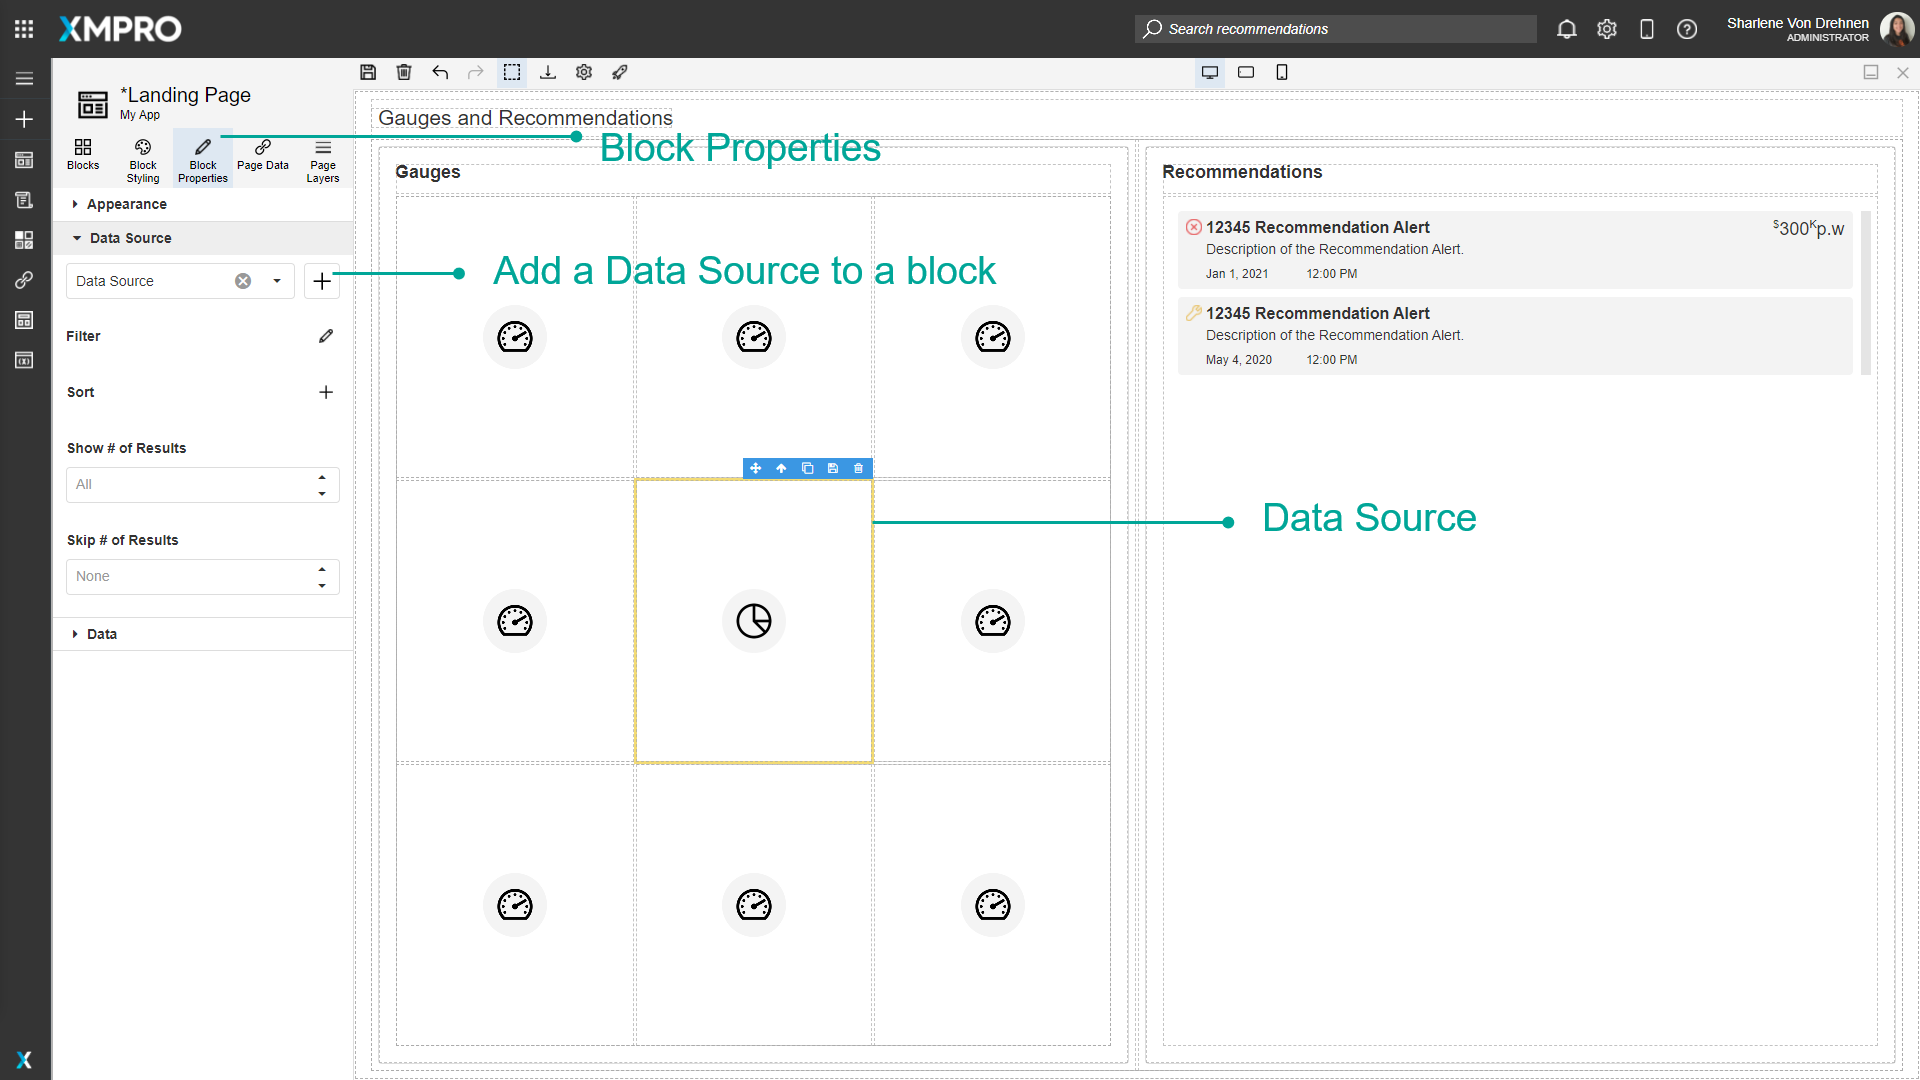 XMPRO
Search recommendations
Sharlene Von Drehnen
ADMINISTRATOR
*Landing Page
My App
Blocks
Block
Styling
Block
Properties
Page Data
Page
Layers
Appearance
Data Source
Data Source
Filter
Sort
Show # of Results
All
Skip # of Results
None
Data
Gauges and Recommendations
Block Properties
Gauges
Add a Data Source to a block
Data Source
Recommendations
12345 Recommendation Alert
$300Kp.w
Description of the Recommendation Alert.
Jan 1, 2021 12:00 PM
12345 Recommendation Alert
Description of the Recommendation Alert.
May 4, 2020 12:00 PM
X